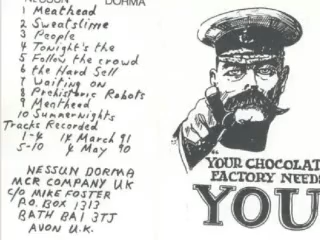 NESSUN DORMA
1 Meathead
2 Sweatslime
3 People
4 Tonight's the
5 Follow the crowd
6 the Hard Sell
7 Waiting on
8 Prehistoric Robots
9 Meathead
10 Summernights
Tracks Recorded
1-4 14 March 91
5-10 4 May 90
NESSUN DORMA
MCR COMPANY UK
C/O MIKE FOSTER
P.O. BOX 1313
BATH BA1 3TJ
AVON U.K.
"YOUR CHOCOLAT
FACTORY NEED
YOU